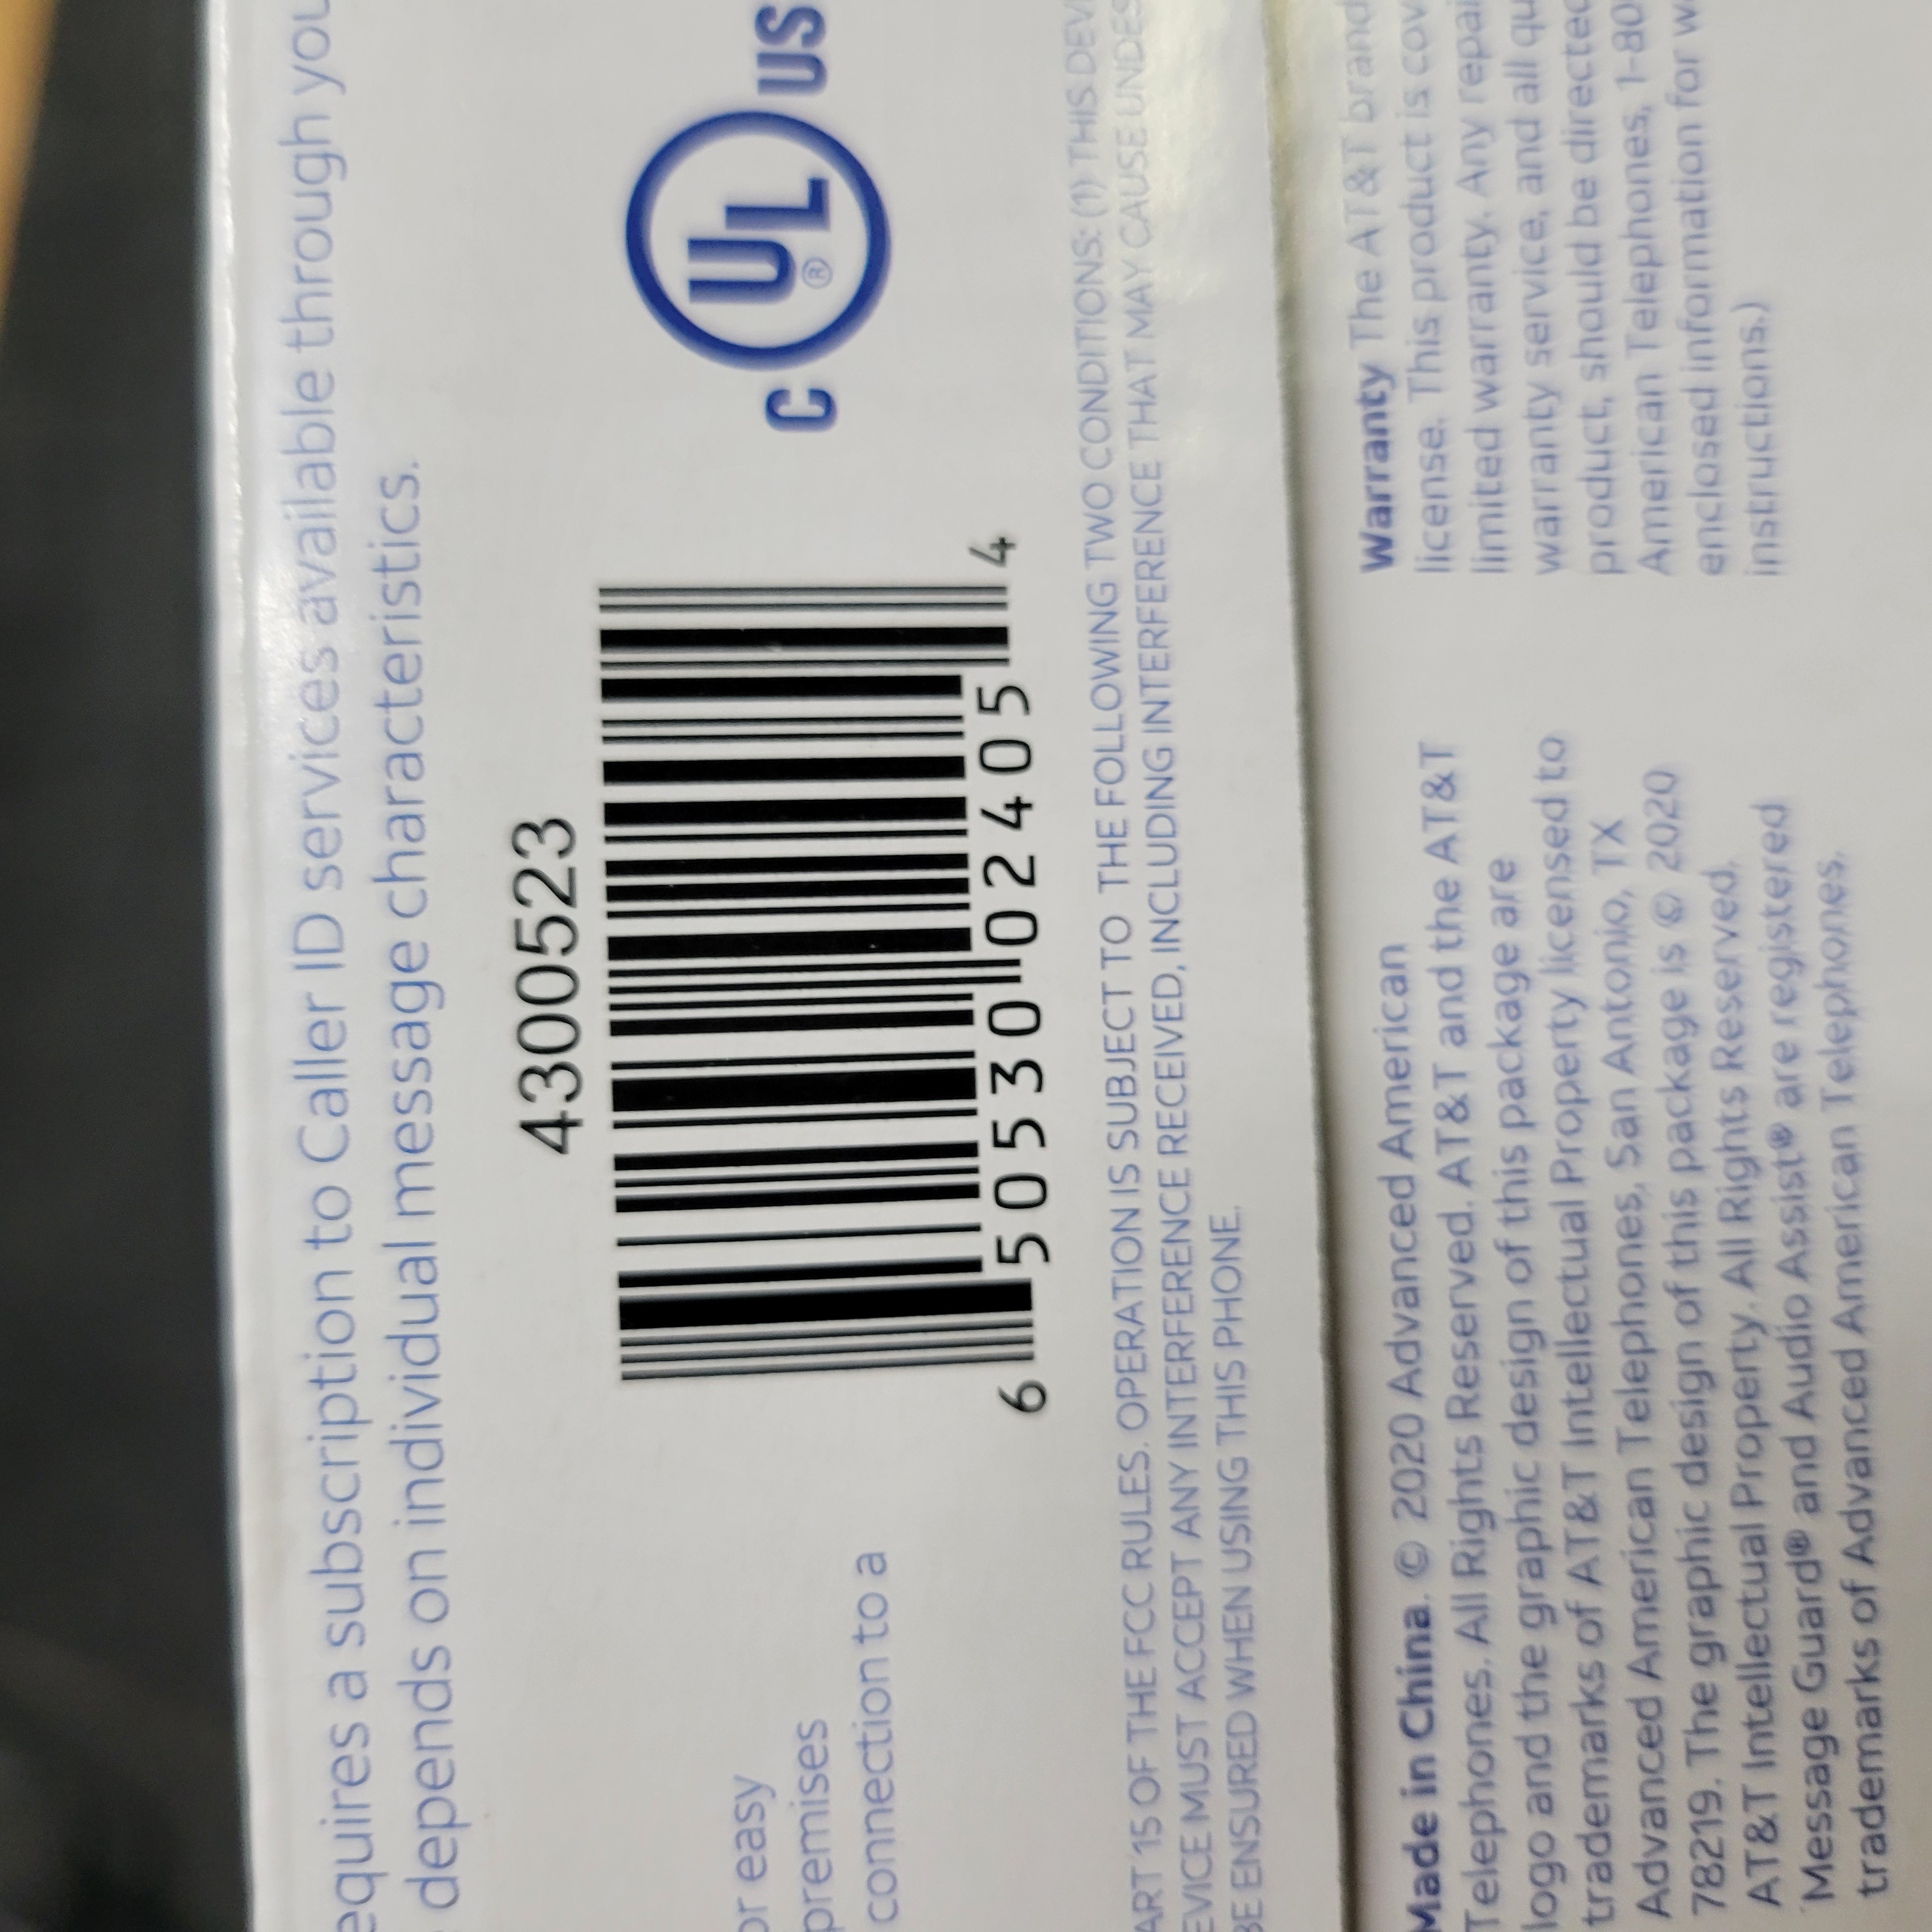 equires a subscription to Caller ID services available through you
depends on individual message characteristics.
4300523
6 50530 02405 4
C UL® US
or easy
premises
connection to a
ART 15 OF THE FCC RULES. OPERATION IS SUBJECT TO THE FOLLOWING TWO CONDITIONS: (1) THIS DEVI
EVICE MUST ACCEPT ANY INTERFERENCE RECEIVED, INCLUDING INTERFERENCE THAT MAY CAUSE UNDES
BE ENSURED WHEN USING THIS PHONE.
Made in China. © 2020 Advanced American
Telephones. All Rights Reserved. AT&T and the AT&T
logo and the graphic design of this package are
trademarks of AT&T Intellectual Property licensed to
Advanced American Telephones, San Antonio, TX
78219. The graphic design of this package is © 2020
AT&T Intellectual Property. All Rights Reserved.
Message Guard® and Audio Assist® are registered
trademarks of Advanced American Telephones.
Warranty The AT&T brand
license. This product is cov
limited warranty. Any repai
warranty service, and all qu
product, should be directed
American Telephones, 1-80
enclosed information for w
instructions.)